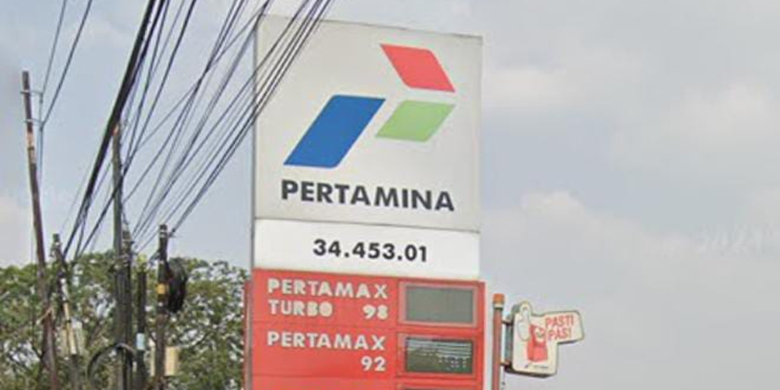 PERTAMINA
34.453.01
PERTAMAX
TURBO 98
PERTAMAX
92
PASTI
PAS!